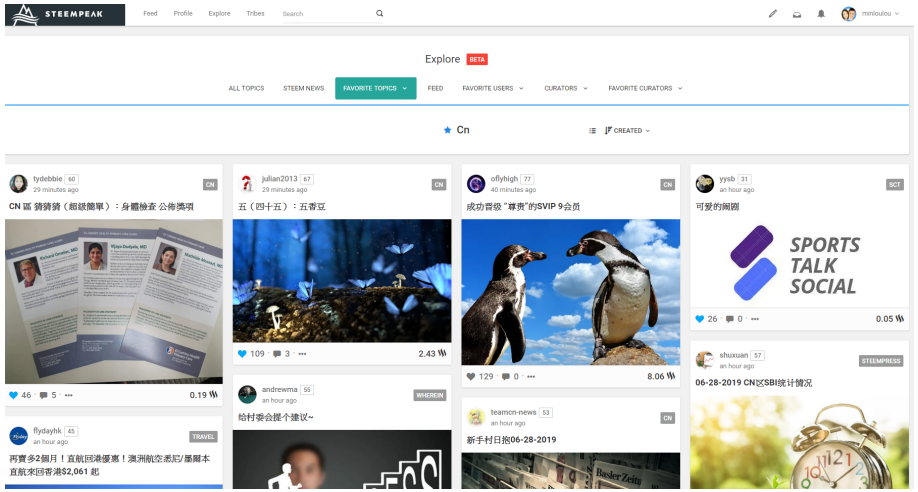 STEEMPEAK
Feed Profile Explore Tribes Search
minloulou
Explore BETA
ALL TOPICS STEEM NEWS FAVORITE TOPICS FEED FAVORITE USERS CURATORS FAVORITE CURATORS
Cn
CREATED
tydebbie 60
29 minutes ago
CN
CN 區 猜猜猜（超級簡單）：身體檢查 公佈獎項
Richard Greeter, MD
46 · 5 · ···
0.19
flydayhk 45
an hour ago
TRAVEL
再賣多2個月！直航回港優惠！澳洲航空悉尼/墨爾本
直航來回香港$2,061 起
julian2013 67
29 minutes ago
CN
五（四十五）：五香豆
109 · 3 · ···
2.43
andrewma 55
an hour ago
WHEREIN
给村委会提个建议~
oflyhigh 77
40 minutes ago
CN
成功晋级 “尊贵”的SVIP 9会员
129 · 0 · ···
8.06
teamcn-news 53
an hour ago
CN
新手村日抱06-28-2019
Basler Zeitung
yysb 31
an hour ago
SCT
可爱的闹剧
SPORTS
TALK
SOCIAL
26 · 0 · ···
0.05
shuxuan 57
an hour ago
STEEMPRESS
06-28-2019 CN区SBI统计情况